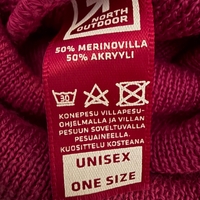 NORTH
OUTDOOR
50% MERINOVILLA
50% AKRYYLI
30
KONEPESU VILLAPESU-
OHJELMALLA JA VILLAN
PESUUN SOVELTUVALLA
PESUAINEELLA.
SUOSITELLAAN KOSTEANA
UNISEX
ONE SIZE